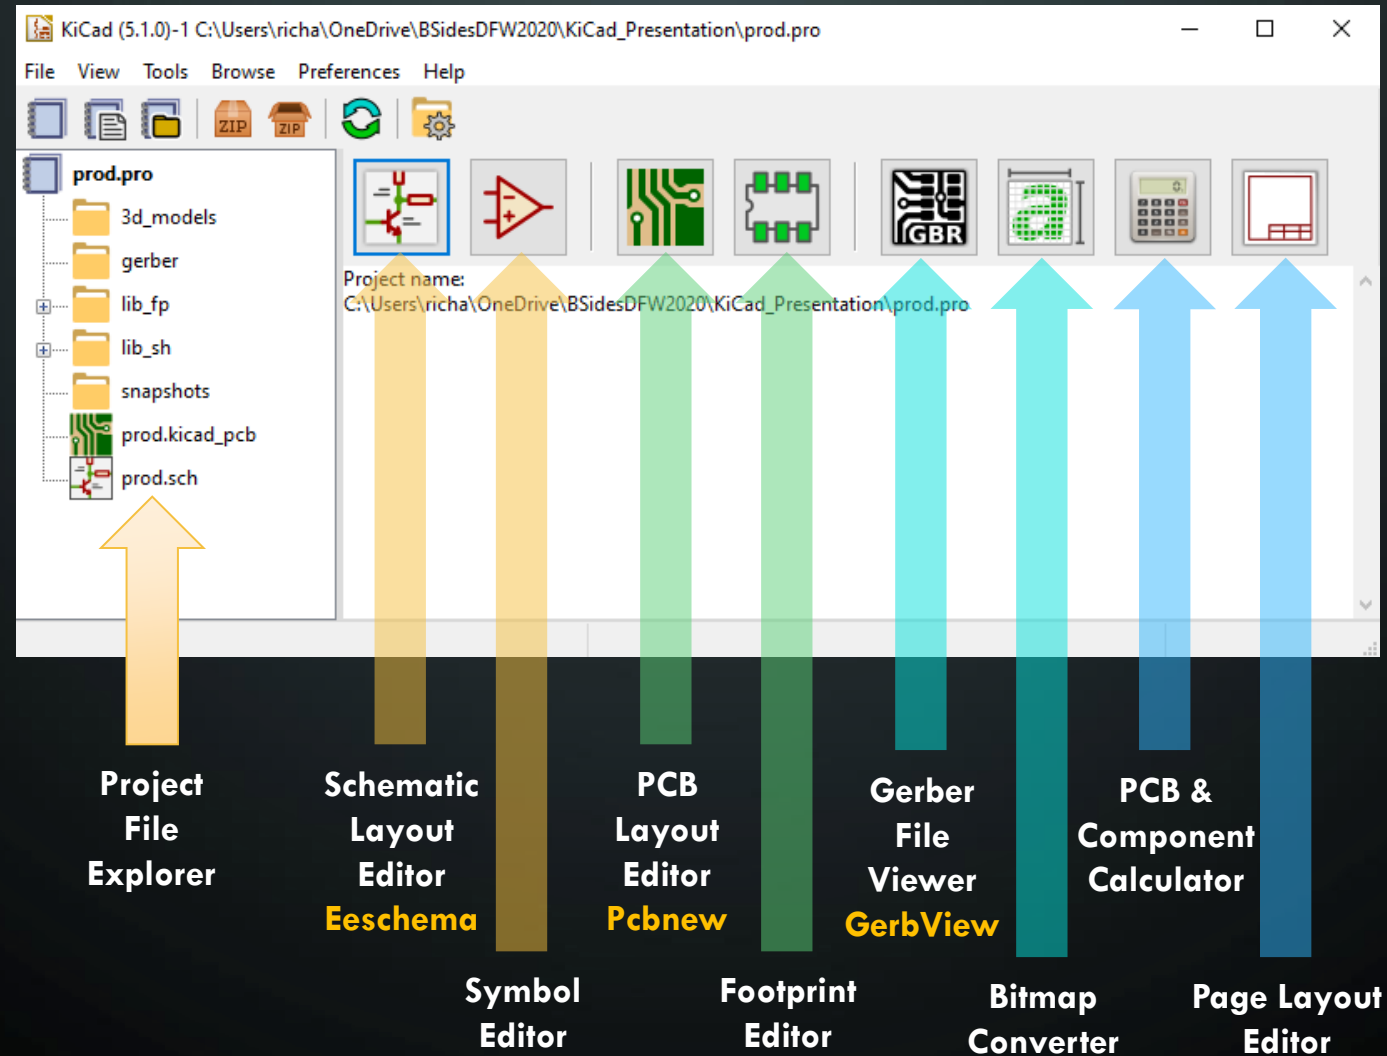 KiCad (5.1.0)-1 C:\Users\richa\OneDrive\BSidesDFW2020\KiCad_Presentation\prod.pro
File View Tools Browse Preferences Help
ZIP ZIP
prod.pro
3d_models
gerber
lib_fp
lib_sh
snapshots
prod.kicad_pcb
prod.sch
GBR
a
0.
Project name:
C:\Users\richa\OneDrive\BSidesDFW2020\KiCad_Presentation\prod.pro
Project
File
Explorer
Schematic
Layout
Editor
Eeschema
Symbol
Editor
PCB
Layout
Editor
Pcbnew
Footprint
Editor
Gerber
File
Viewer
GerbView
Bitmap
Converter
PCB &
Component
Calculator
Page Layout
Editor